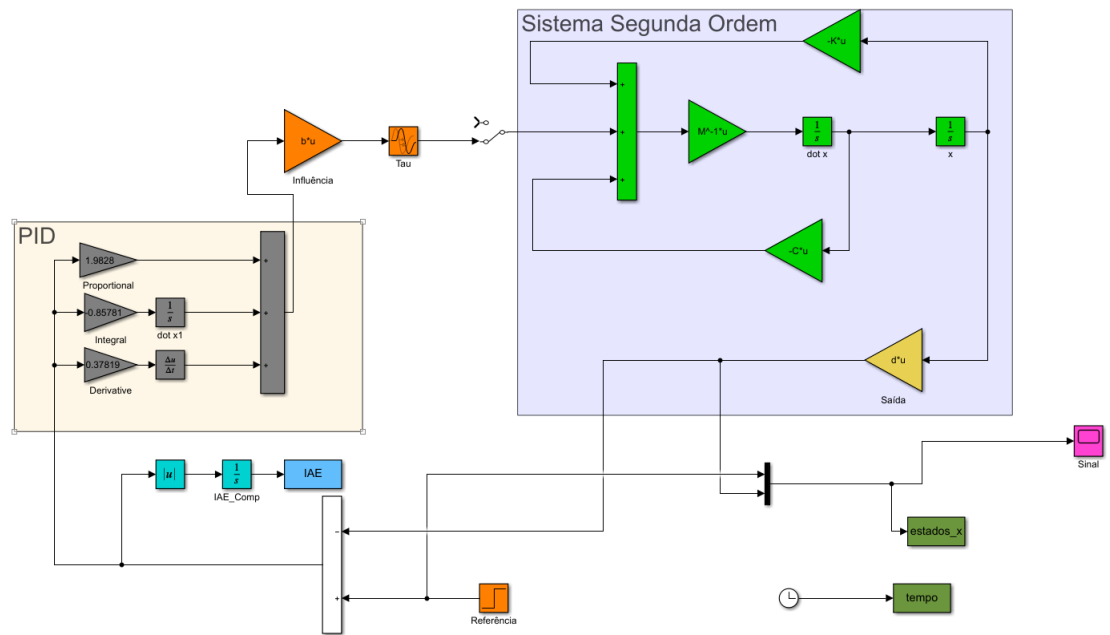 Sistema Segunda Ordem
-K*u
+
+
+
M^-1*u
1
s
dot x
1
s
x
b*u
Influência
Tau
-C*u
PID
1.9828
Proportional
-0.85781
Integral
1
s
dot x1
0.37819
Derivative
Δu
Δt
+
+
+
d*u
Saída
Sinal
|u|
1
s
IAE_Comp
IAE
−
+
estados_x
Referência
tempo